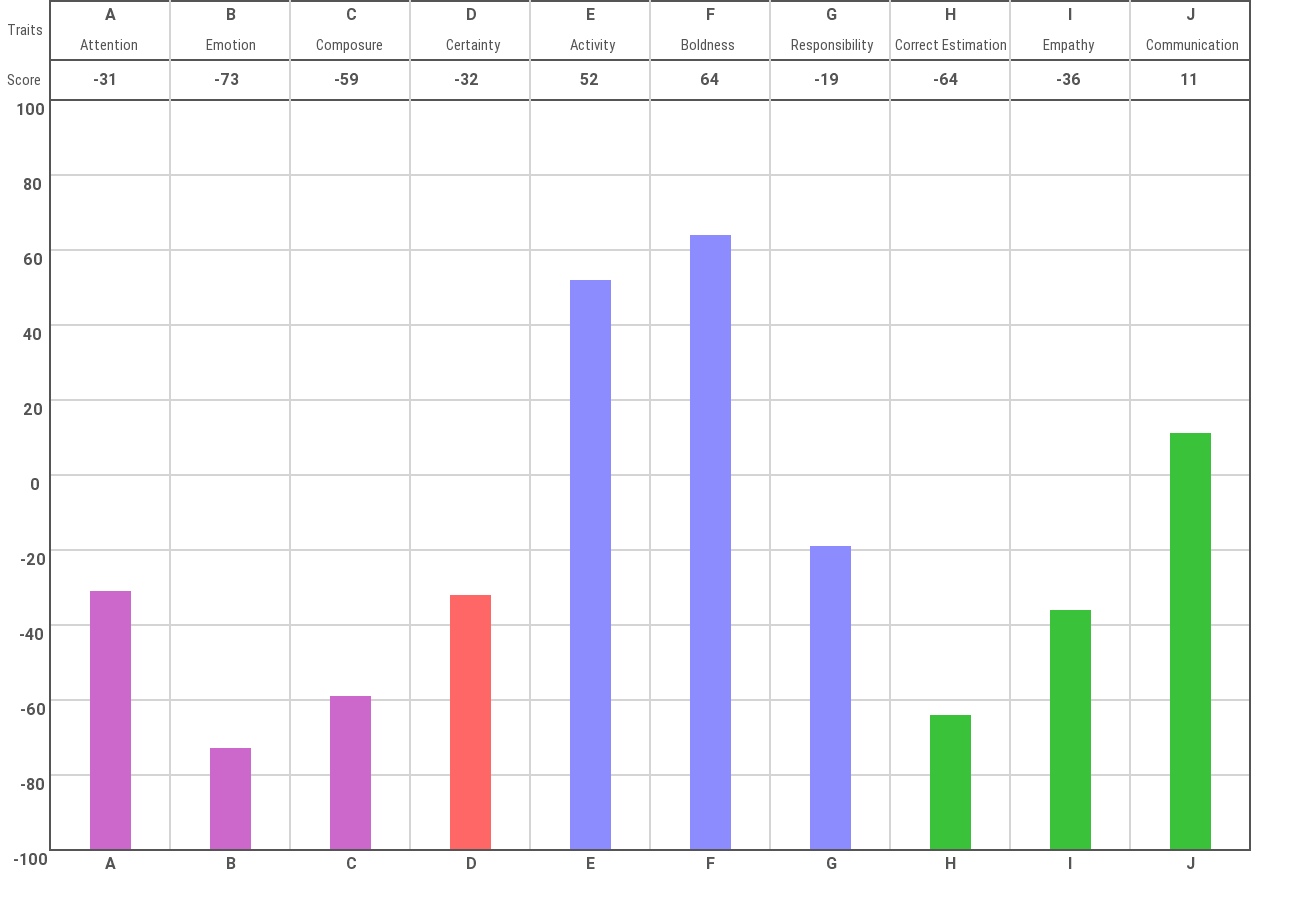 Traits A B C D E F G H I J
Attention Emotion Composure Certainty Activity Boldness Responsibility Correct Estimation Empathy Communication
Score -31 -73 -59 -32 52 64 -19 -64 -36 11
100
80
60
40
20
0
-20
-40
-60
-80
-100
A B C D E F G H I J